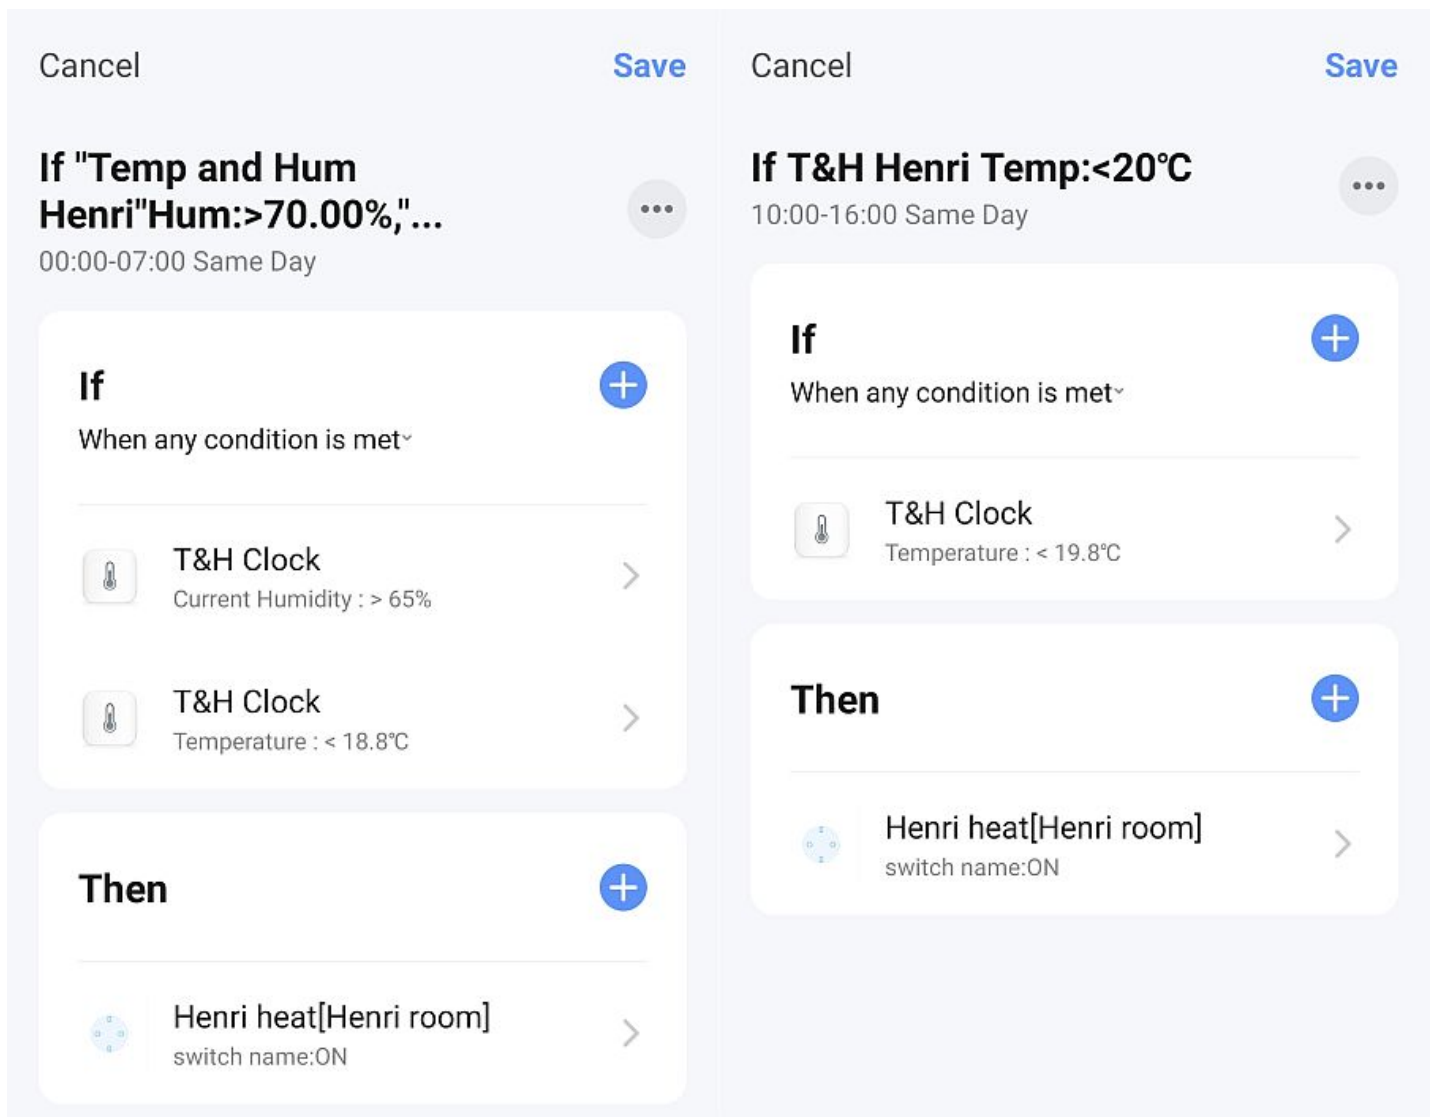 Cancel
Save
If "Temp and Hum
Henri"Hum:>70.00%,"...
00:00-07:00 Same Day
If
When any condition is met
T&H Clock
Current Humidity : > 65%
T&H Clock
Temperature : < 18.8℃
Then
Henri heat[Henri room]
switch name:ON
Cancel
Save
If T&H Henri Temp:<20℃
10:00-16:00 Same Day
If
When any condition is met
T&H Clock
Temperature : < 19.8℃
Then
Henri heat[Henri room]
switch name:ON